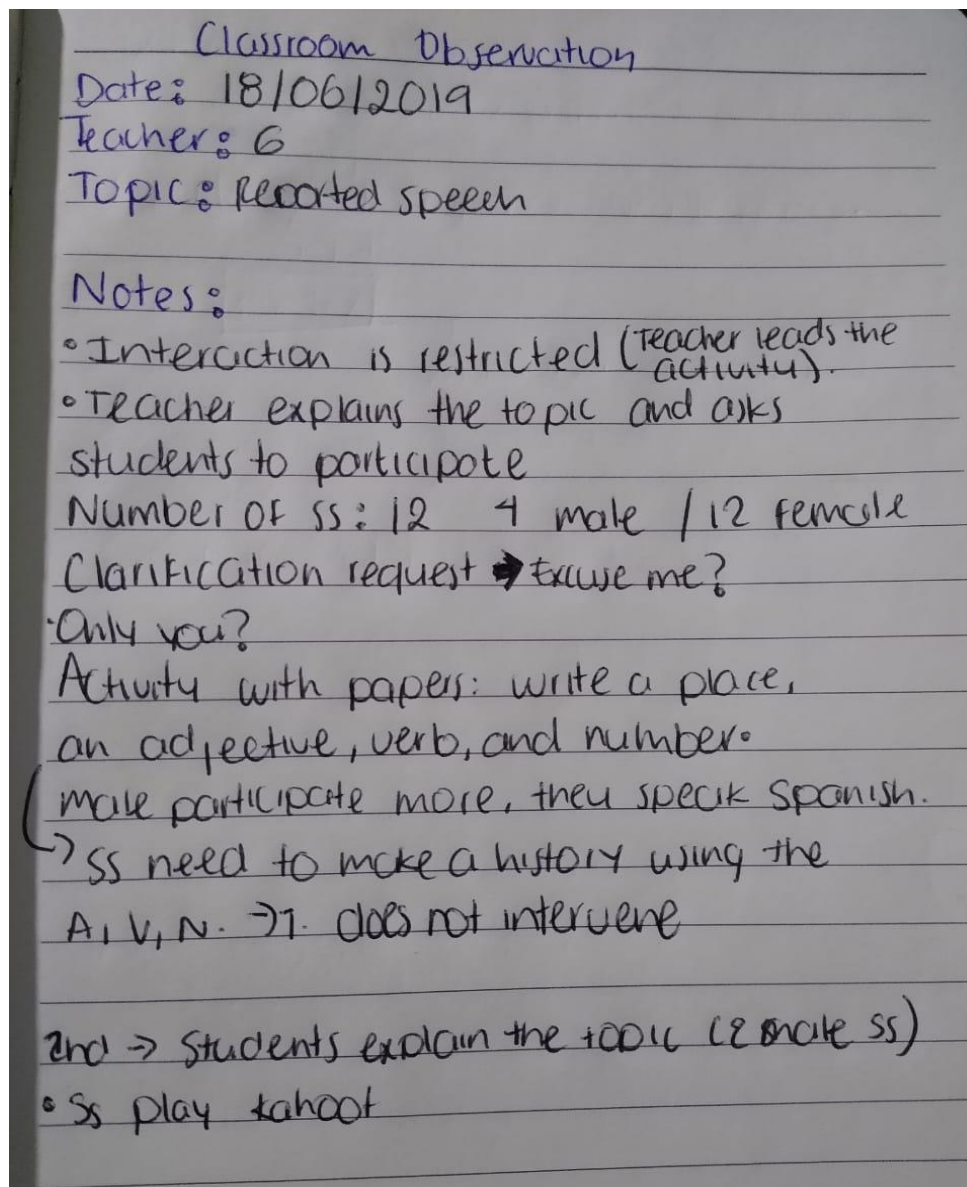 Classroom Observation
Date: 18/06/2019
Teacher: 6
Topic: Reported speech
Notes:
• Interaction is restricted (Teacher leads the
activity).
• Teacher explains the topic and asks
students to participate
Number of ss: 12 4 male / 12 female
Clarification request → Excuse me?
·Only you?
Activity with papers: write a place,
an adjective, verb, and number.
male participate more, they speak Spanish.
→ Ss need to make a history using the
A, V, N. → T. does not intervene
2nd → Students explain the topic (2 male ss)
• Ss play kahoot